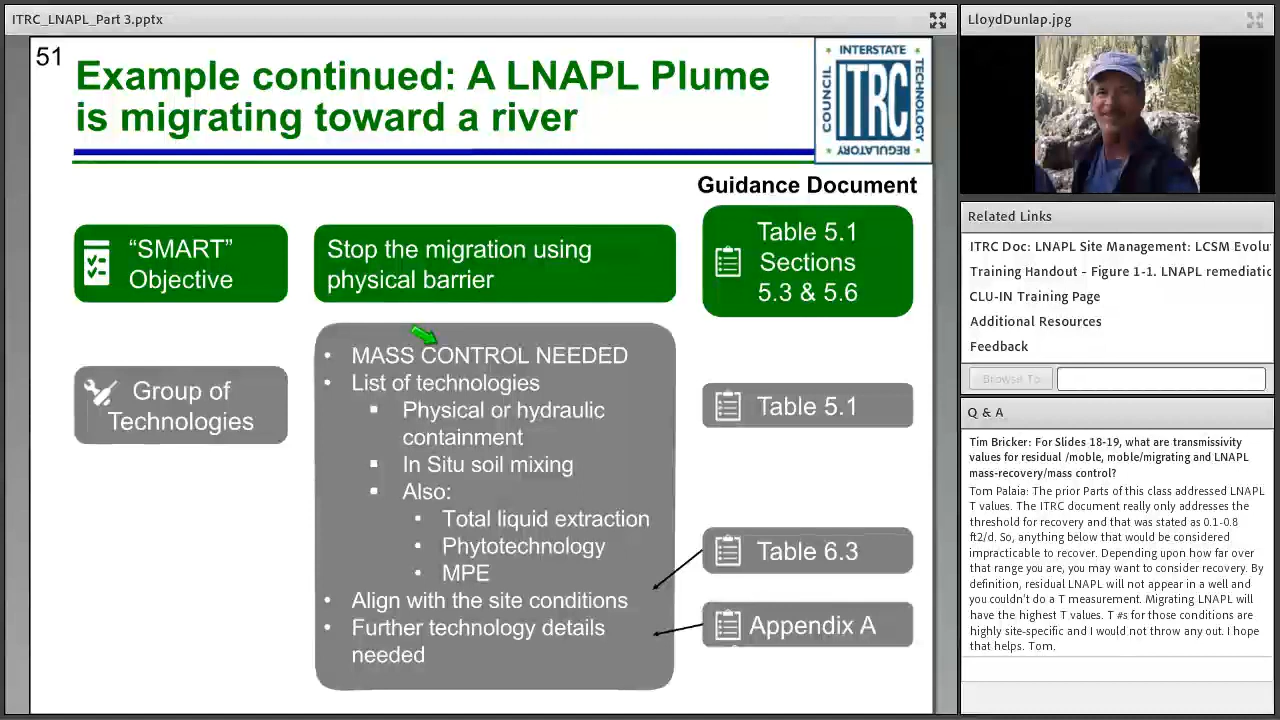 ITRC_LNAPL_Part 3.pptx
51
Example continued: A LNAPL Plume
is migrating toward a river
INTERSTATE
COUNCIL
ITRC
TECHNOLOGY
REGULATORY
Guidance Document
“SMART”
Objective
Stop the migration using
physical barrier
Table 5.1
Sections
5.3 & 5.6
Group of
Technologies
• MASS CONTROL NEEDED
• List of technologies
▪ Physical or hydraulic
containment
▪ In Situ soil mixing
▪ Also:
• Total liquid extraction
• Phytotechnology
• MPE
• Align with the site conditions
• Further technology details
needed
Table 5.1
Table 6.3
Appendix A
LloydDunlap.jpg
Related Links
ITRC Doc: LNAPL Site Management: LCSM Evolu
Training Handout - Figure 1-1. LNAPL remediatic
CLU-IN Training Page
Additional Resources
Feedback
Browse To
Q & A
Tim Bricker: For Slides 18-19, what are transmissivity
values for residual /moble, moble/migrating and LNAPL
mass-recovery/mass control?
Tom Palaia: The prior Parts of this class addressed LNAPL
T values. The ITRC document really only addresses the
threshold for recovery and that was stated as 0.1-0.8
ft2/d. So, anything below that would be considered
impracticable to recover. Depending upon how far over
that range you are, you may want to consider recovery. By
definition, residual LNAPL will not appear in a well and
you couldn't do a T measurement. Migrating LNAPL will
have the highest T values. T #s for those conditions are
highly site-specific and I would not throw any out. I hope
that helps. Tom.